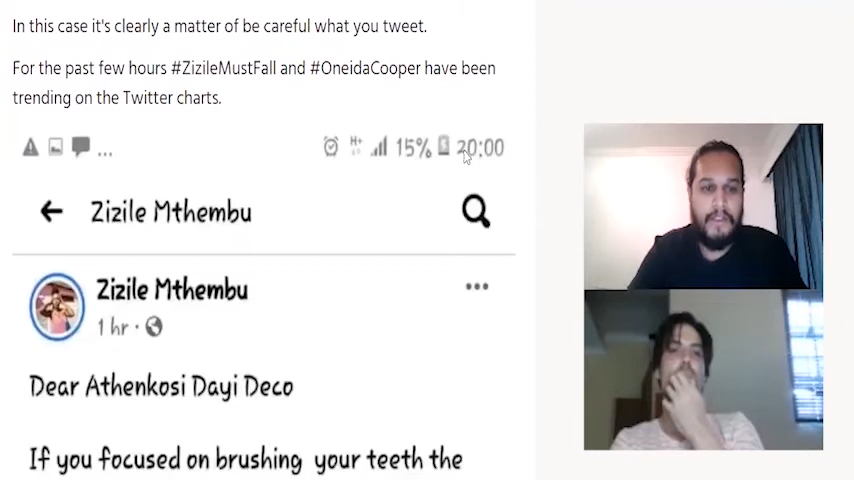 In this case it's clearly a matter of be careful what you tweet.
For the past few hours #ZizileMustFall and #OneidaCooper have been
trending on the Twitter charts.
... H+ 15% 20:00
Zizile Mthembu
Zizile Mthembu
1 hr ·
Dear Athenkosi Dayi Deco
If you focused on brushing your teeth the